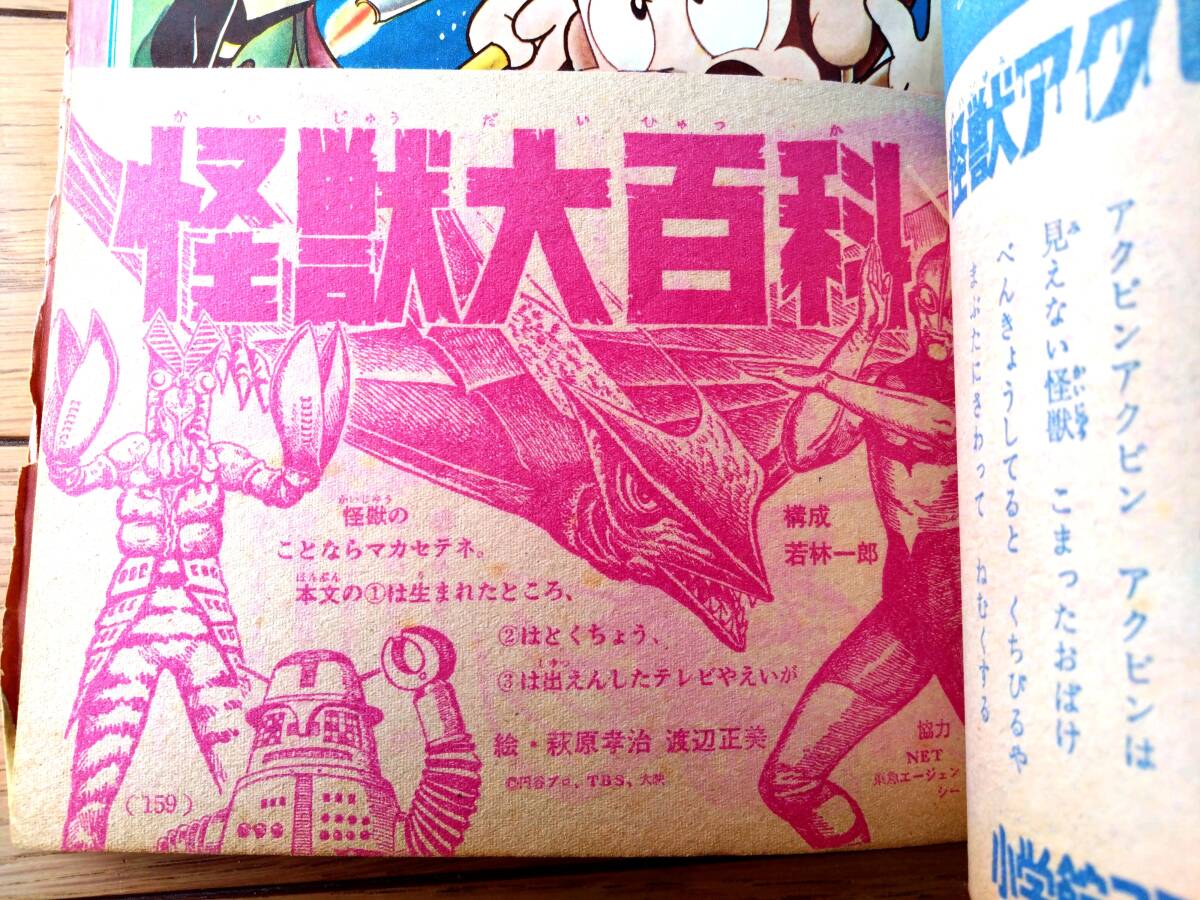 かいじゅうだいひゃっか
怪獣大百科
かいじゅう
怪獣の
ことならマカセテネ。
ほんぶん う
本文の①は生まれたところ、
②はとくちょう、
しゅつ
③は出えんしたテレビやえいが
構成
若林一郎
絵・萩原孝治 渡辺正美
©円谷プロ、TBS、大映
協力
NET
東急エージェン
シー
(159)
怪獣犬アク
アクビンアクビン アクビンは
み かいじゅう
見えない怪獣 こまったおばけ
べんきょうしてると くちびるや
まぶたにさわって ねむくする
小学館コ